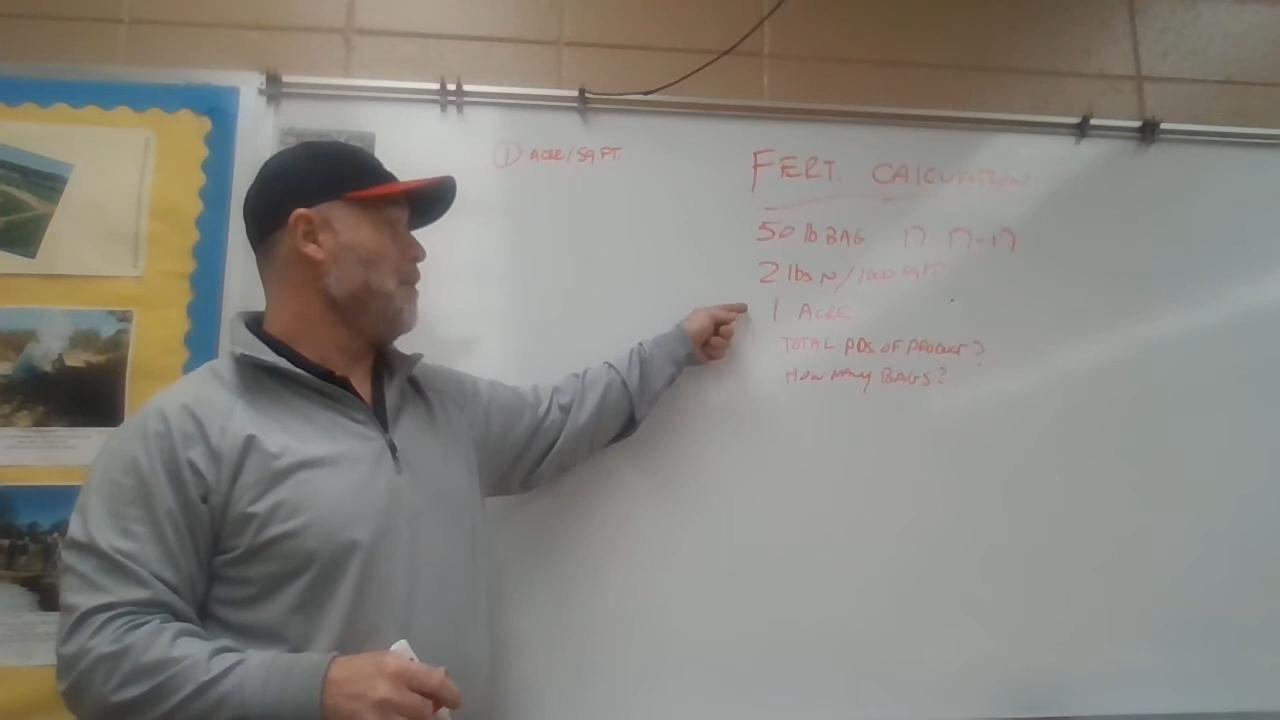 ① ACRE/SQ FT.
FERT. CALCULATION
50 lb BAG 17 17-17
2 lbs N/1000 SQ FT
1 ACRE
TOTAL PDS OF PRODUCT?
HOW MANY BAGS?